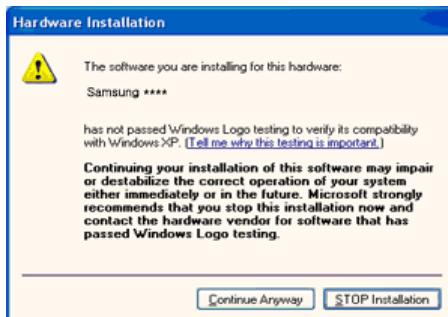 Hardware Installation
The software you are installing for this hardware:
Samsung ****
has not passed Windows Logo testing to verify its compatibility
with Windows XP. (Tell me why this testing is important.)
Continuing your installation of this software may impair
or destabilize the correct operation of your system
either immediately or in the future. Microsoft strongly
recommends that you stop this installation now and
contact the hardware vendor for software that has
passed Windows Logo testing.
Continue Anyway STOP Installation